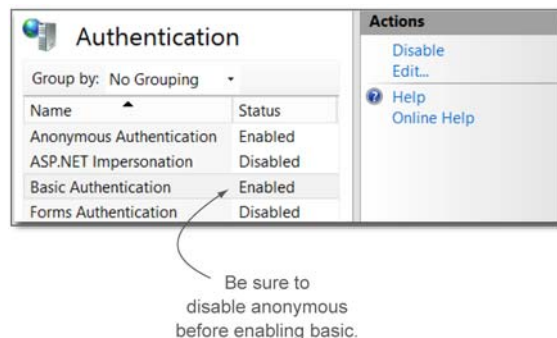 Authentication
Group by: No Grouping
Name Status
Anonymous Authentication Enabled
ASP.NET Impersonation Disabled
Basic Authentication Enabled
Forms Authentication Disabled
Actions
Disable
Edit...
Help
Online Help
Be sure to
disable anonymous
before enabling basic.